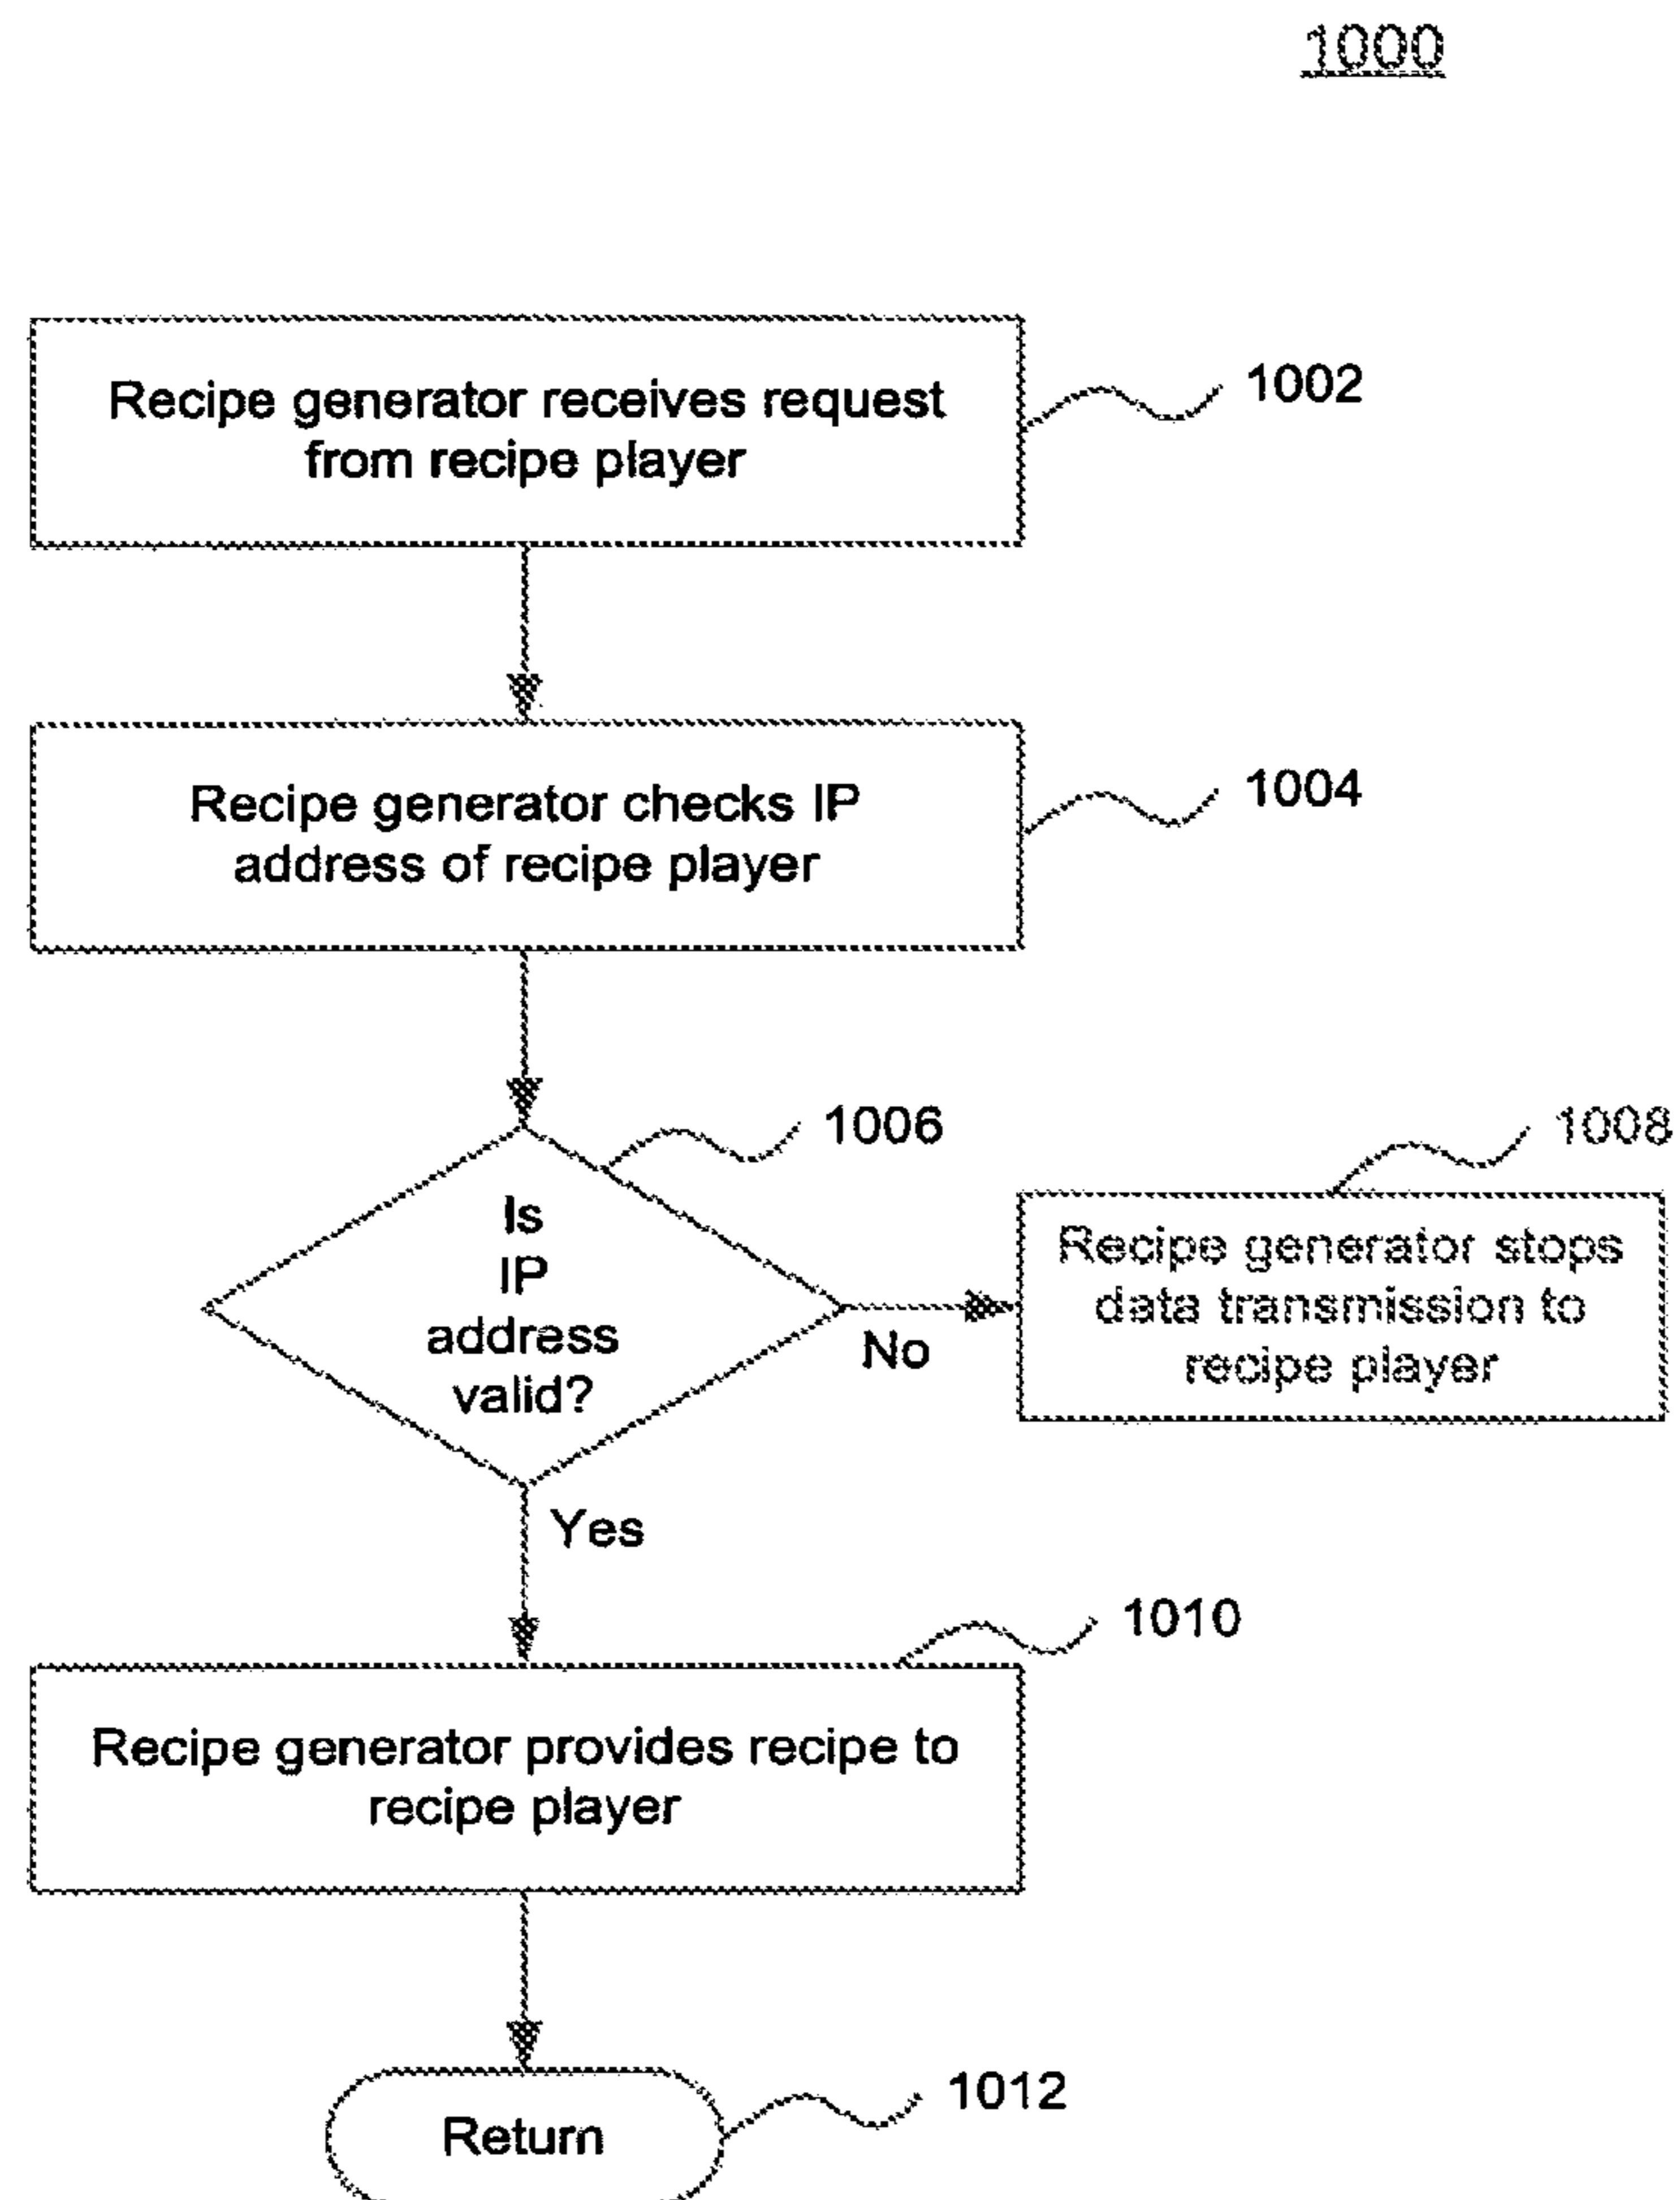 1000
Recipe generator receives request
from recipe player
1002
Recipe generator checks IP
address of recipe player
1004
1006
Is
IP
address
valid?
No
1008
Recipe generator stops
data transmission to
recipe player
Yes
1010
Recipe generator provides recipe to
recipe player
Return
1012